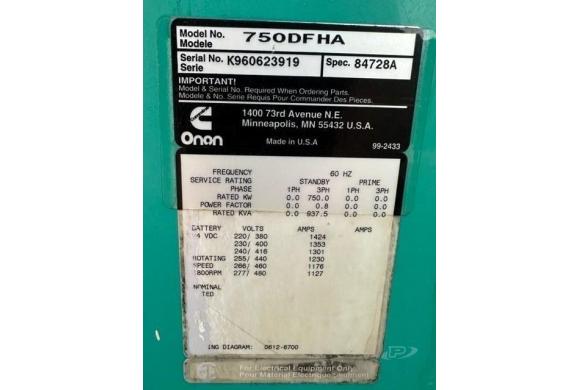 Model No. 750DFHA
Modele
Serial No. K960623919 Spec. 84728A
Serie
IMPORTANT!
Model & Serial No. Required When Ordering Parts.
Modele & No. Serie Requis Pour Commander Des Pieces.
1400 73rd Avenue N.E.
Minneapolis, MN 55432 U.S.A.
Onan Made in U.S.A
99-2433
FREQUENCY 60 HZ
SERVICE RATING STANDBY PRIME
PHASE 1PH 3PH 1PH 3PH
RATED KW 0.0 750.0 0.0 0.0
POWER FACTOR 0.0 0.8 0.0 0.0
RATED KVA 0.0 937.5 0.0 0.0
BATTERY VOLTS AMPS AMPS
24 VDC 220/ 380 1424
230/ 400 1353
240/ 416 1301
ROTATING 255/ 440 1230
SPEED 266/ 460 1176
1800RPM 277/ 480 1127
NOMINAL
TED
ING DIAGRAM: 0612-6700
For Electrical Equipment Only
Pour Material Electrique Seulement
P